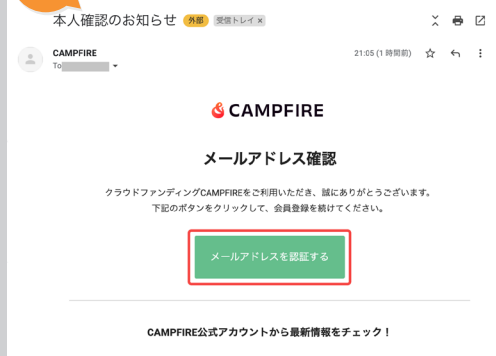 本人確認のお知らせ 外部 受信トレイ ×
CAMPFIRE 21:05 (1 時間前)
To
CAMPFIRE
メールアドレス確認
クラウドファンディングCAMPFIREをご利用いただき、誠にありがとうございます。
下記のボタンをクリックして、会員登録を続けてください。
メールアドレスを認証する
CAMPFIRE公式アカウントから最新情報をチェック！